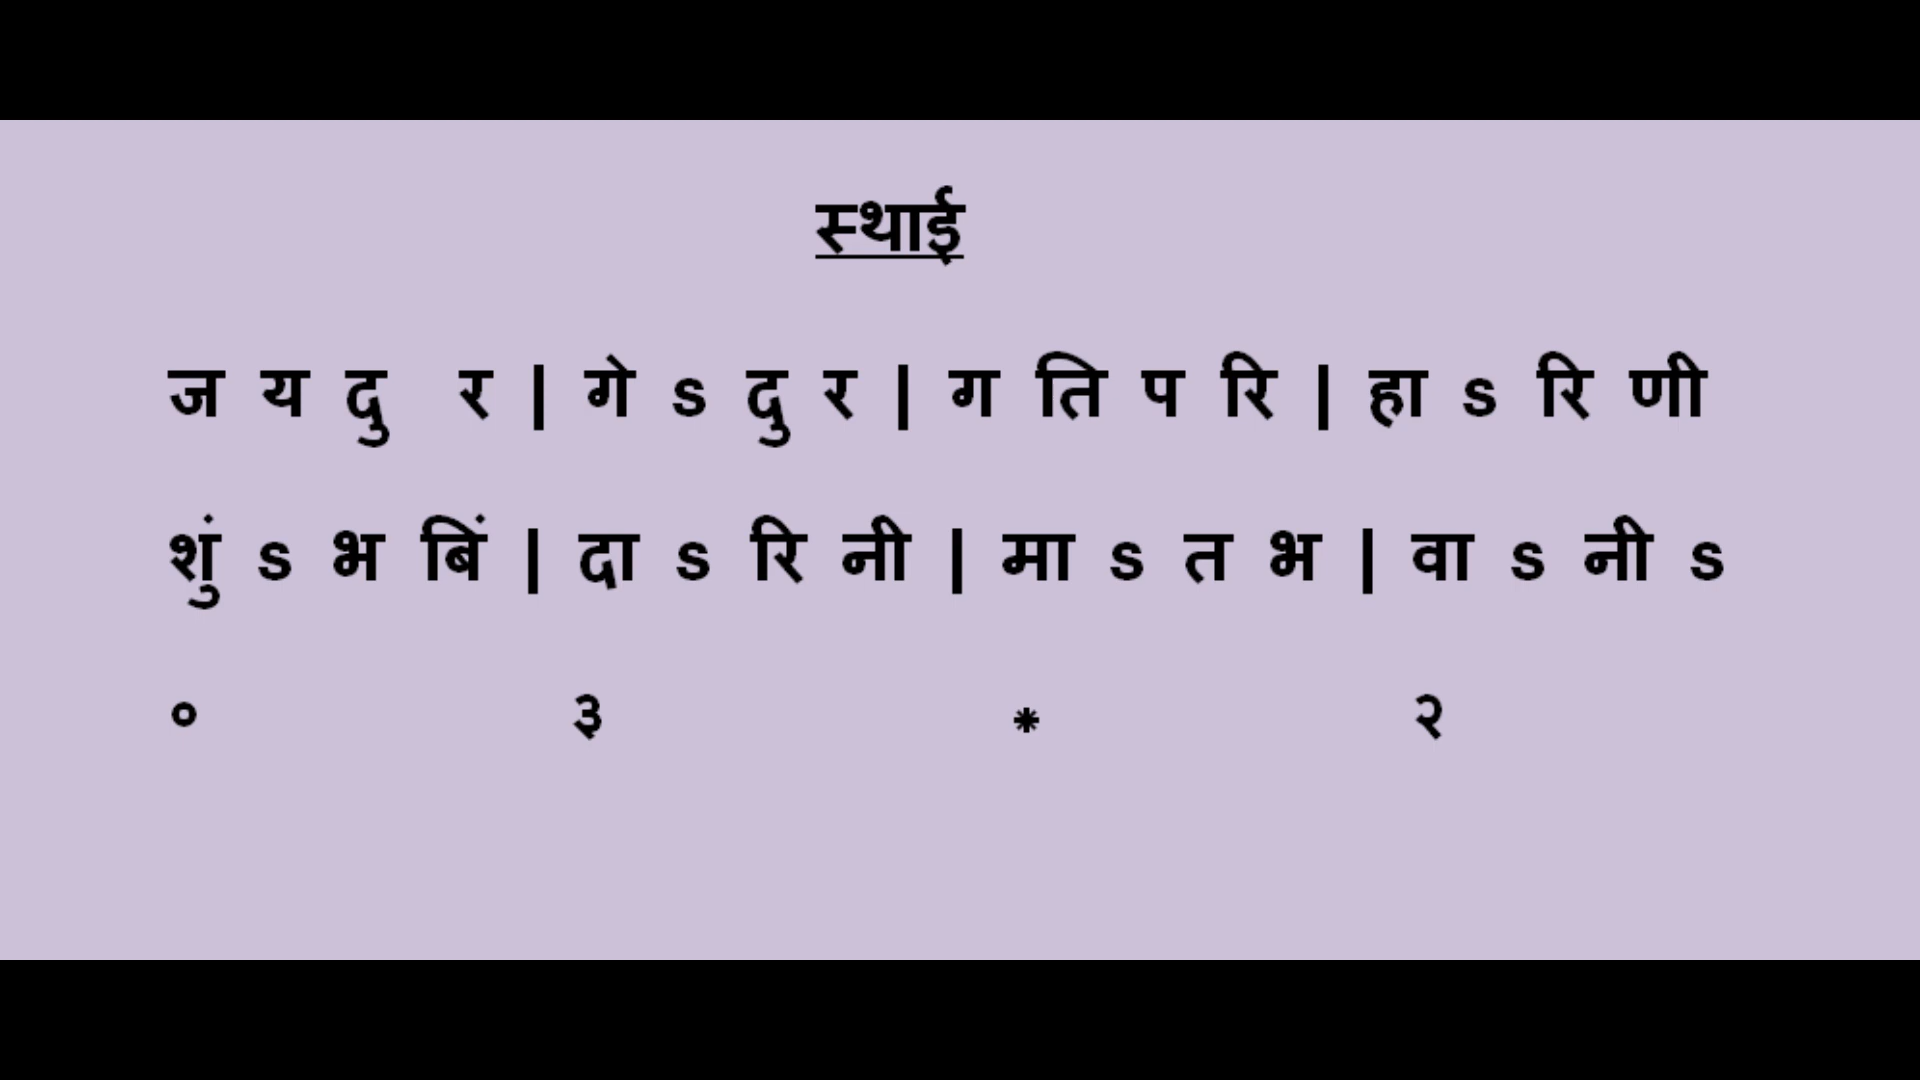 स्थाई
ज य दु र | गे s दु र | ग ति प रि | हा s रि णी
शुं s भ बिं | दा s रि नी | मा s त भ | वा s नी s
० ३ * २